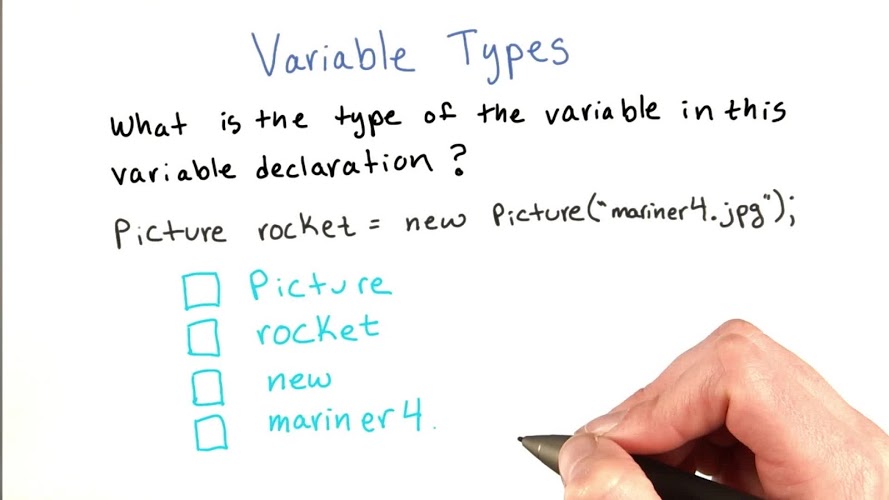 Variable Types
What is the type of the variable in this
variable declaration?
Picture rocket = new Picture("mariner4.jpg");
Picture
rocket
new
mariner4.